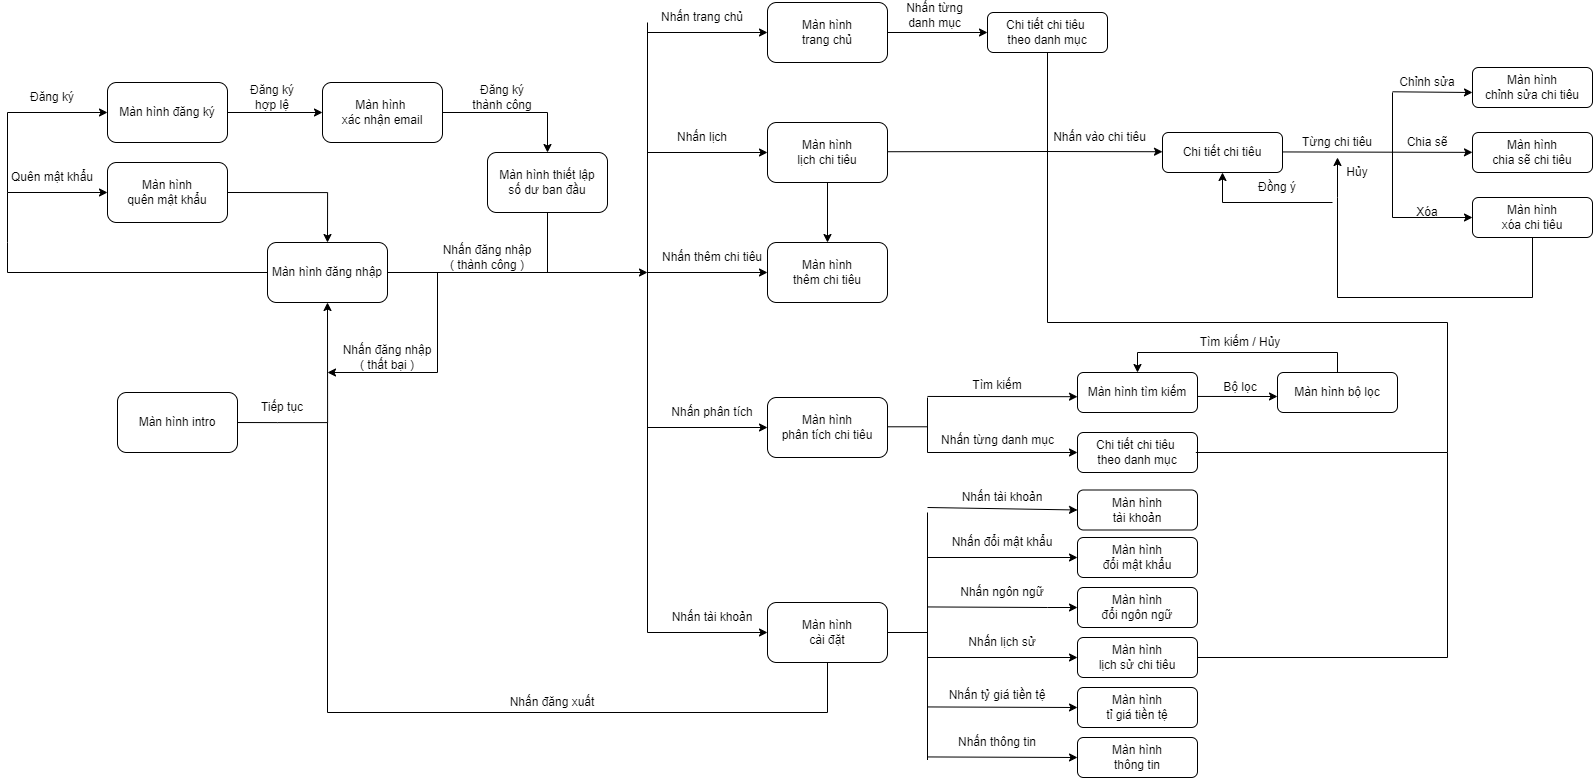 Nhấn trang chủ
Màn hình
trang chủ
Nhấn từng
danh mục
Chi tiết chi tiêu
theo danh mục
Đăng ký
Màn hình đăng ký
Đăng ký
hợp lệ
Màn hình
xác nhận email
Đăng ký
thành công
Màn hình thiết lập
số dư ban đầu
Quên mật khẩu
Màn hình
quên mật khẩu
Màn hình đăng nhập
Nhấn đăng nhập
( thành công )
Nhấn đăng nhập
( thất bại )
Màn hình intro
Tiếp tục
Nhấn lịch
Màn hình
lịch chi tiêu
Nhấn vào chi tiêu
Chi tiết chi tiêu
Từng chi tiêu
Chỉnh sửa
Màn hình
chỉnh sửa chi tiêu
Chia sẽ
Màn hình
chia sẽ chi tiêu
Hủy
Đồng ý
Xóa
Màn hình
xóa chi tiêu
Nhấn thêm chi tiêu
Màn hình
thêm chi tiêu
Nhấn phân tích
Màn hình
phân tích chi tiêu
Tìm kiếm
Màn hình tìm kiếm
Tìm kiếm / Hủy
Bộ lọc
Màn hình bộ lọc
Nhấn từng danh mục
Chi tiết chi tiêu
theo danh mục
Nhấn tài khoản
Màn hình
cài đặt
Nhấn đăng xuất
Nhấn tài khoản
Màn hình
tài khoản
Nhấn đổi mật khẩu
Màn hình
đổi mật khẩu
Nhấn ngôn ngữ
Màn hình
đổi ngôn ngữ
Nhấn lịch sử
Màn hình
lịch sử chi tiêu
Nhấn tỷ giá tiền tệ
Màn hình
tỉ giá tiền tệ
Nhấn thông tin
Màn hình
thông tin